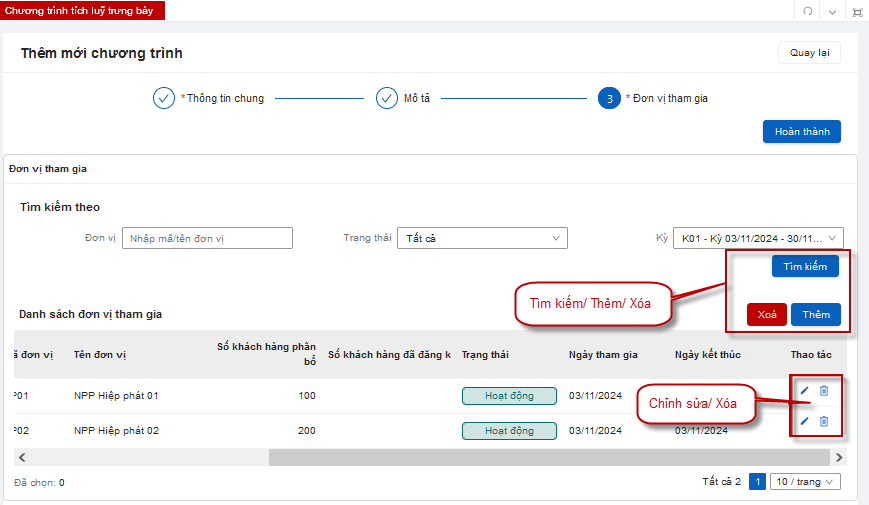 Chương trình tích luỹ trưng bày
Thêm mới chương trình
Quay lại
* Thông tin chung
Mô tả
3
* Đơn vị tham gia
Hoàn thành
Đơn vị tham gia
Tìm kiếm theo
Đơn vị
Nhập mã/tên đơn vị
Trạng thái
Tất cả
Kỳ
K01 - Kỳ 03/11/2024 - 30/11...
Tìm kiếm
Tìm kiếm/ Thêm/ Xóa
Danh sách đơn vị tham gia
Xoá
Thêm
ã đơn vị
Tên đơn vị
Số khách hàng phân
bổ
Số khách hàng đã đăng k
Trạng thái
Ngày tham gia
Ngày kết thúc
Thao tác
P01
NPP Hiệp phát 01
100
Hoạt động
03/11/2024
Chỉnh sửa/ Xóa
P02
NPP Hiệp phát 02
200
Hoạt động
03/11/2024
03/11/2024
Đã chọn: 0
Tất cả 2
1
10 / trang